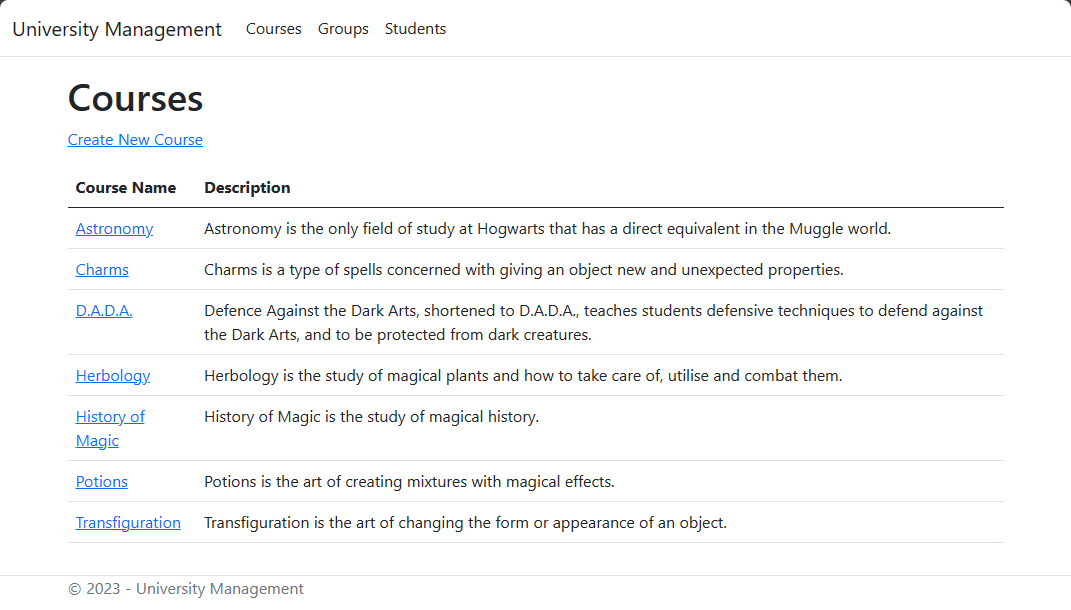 University Management Courses Groups Students
Courses
Create New Course
Course Name Description
Astronomy Astronomy is the only field of study at Hogwarts that has a direct equivalent in the Muggle world.
Charms Charms is a type of spells concerned with giving an object new and unexpected properties.
D.A.D.A. Defence Against the Dark Arts, shortened to D.A.D.A., teaches students defensive techniques to defend against
the Dark Arts, and to be protected from dark creatures.
Herbology Herbology is the study of magical plants and how to take care of, utilise and combat them.
History of
Magic
History of Magic is the study of magical history.
Potions Potions is the art of creating mixtures with magical effects.
Transfiguration Transfiguration is the art of changing the form or appearance of an object.
© 2023 - University Management